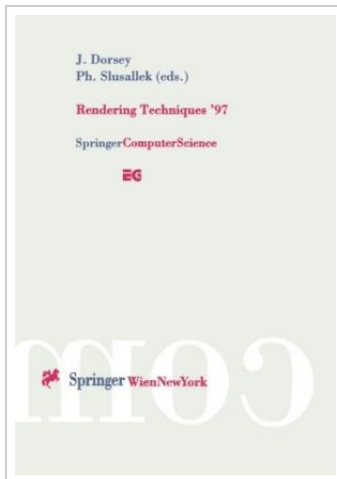 J. Dorsey
Ph. Slusallek (eds.)
Rendering Techniques '97
SpringerComputerScience
EG
Springer WienNewYork
com